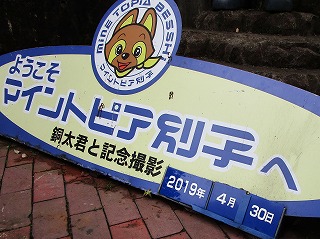 MINE TOPIA BESSHI
マイントピア別子
ようこそ
マイントピア別子へ
銅太君と記念撮影
2019年 4月 30日